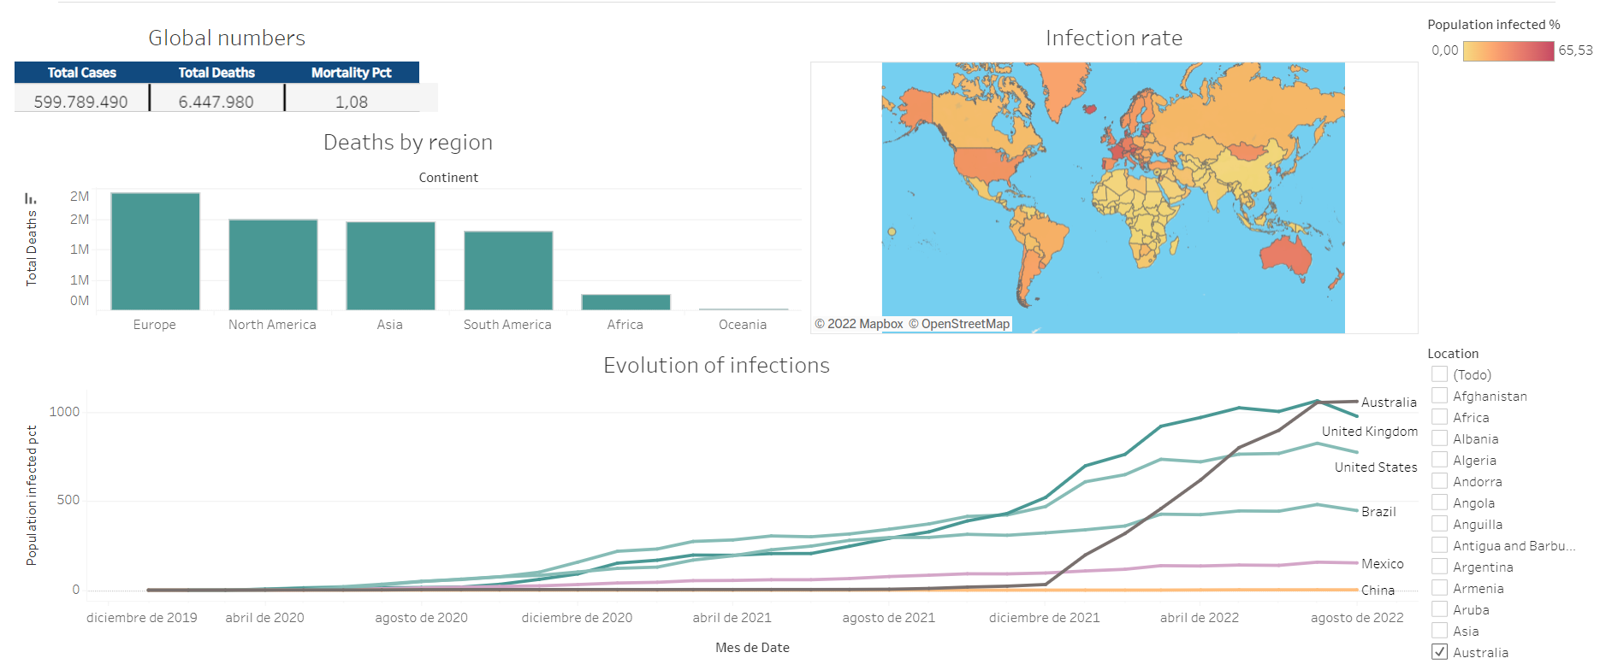 Global numbers
Total Cases Total Deaths Mortality Pct
599.789.490 6.447.980 1,08
Deaths by region
Continent
Total Deaths
2M
2M
1M
1M
0M
Europe North America Asia South America Africa Oceania
Infection rate
© 2022 Mapbox © OpenStreetMap
Population infected %
0,00 65,53
Evolution of infections
Population infected pct
1000
500
0
Australia
United Kingdom
United States
Brazil
Mexico
China
diciembre de 2019 abril de 2020 agosto de 2020 diciembre de 2020 abril de 2021 agosto de 2021 diciembre de 2021 abril de 2022 agosto de 2022
Mes de Date
Location
(Todo)
Afghanistan
Africa
Albania
Algeria
Andorra
Angola
Anguilla
Antigua and Barbu...
Argentina
Armenia
Aruba
Asia
Australia